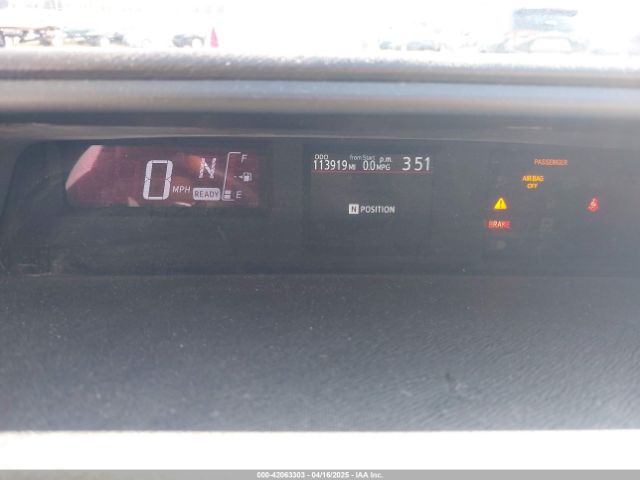 0 MPH
N
READY
F
E
ODO from Start p.m.
113919 MI 0.0 MPG 3 51
N POSITION
PASSENGER
AIR BAG
OFF
BRAKE
000-42063303 - 04/16/2025 - IAAI, Inc.